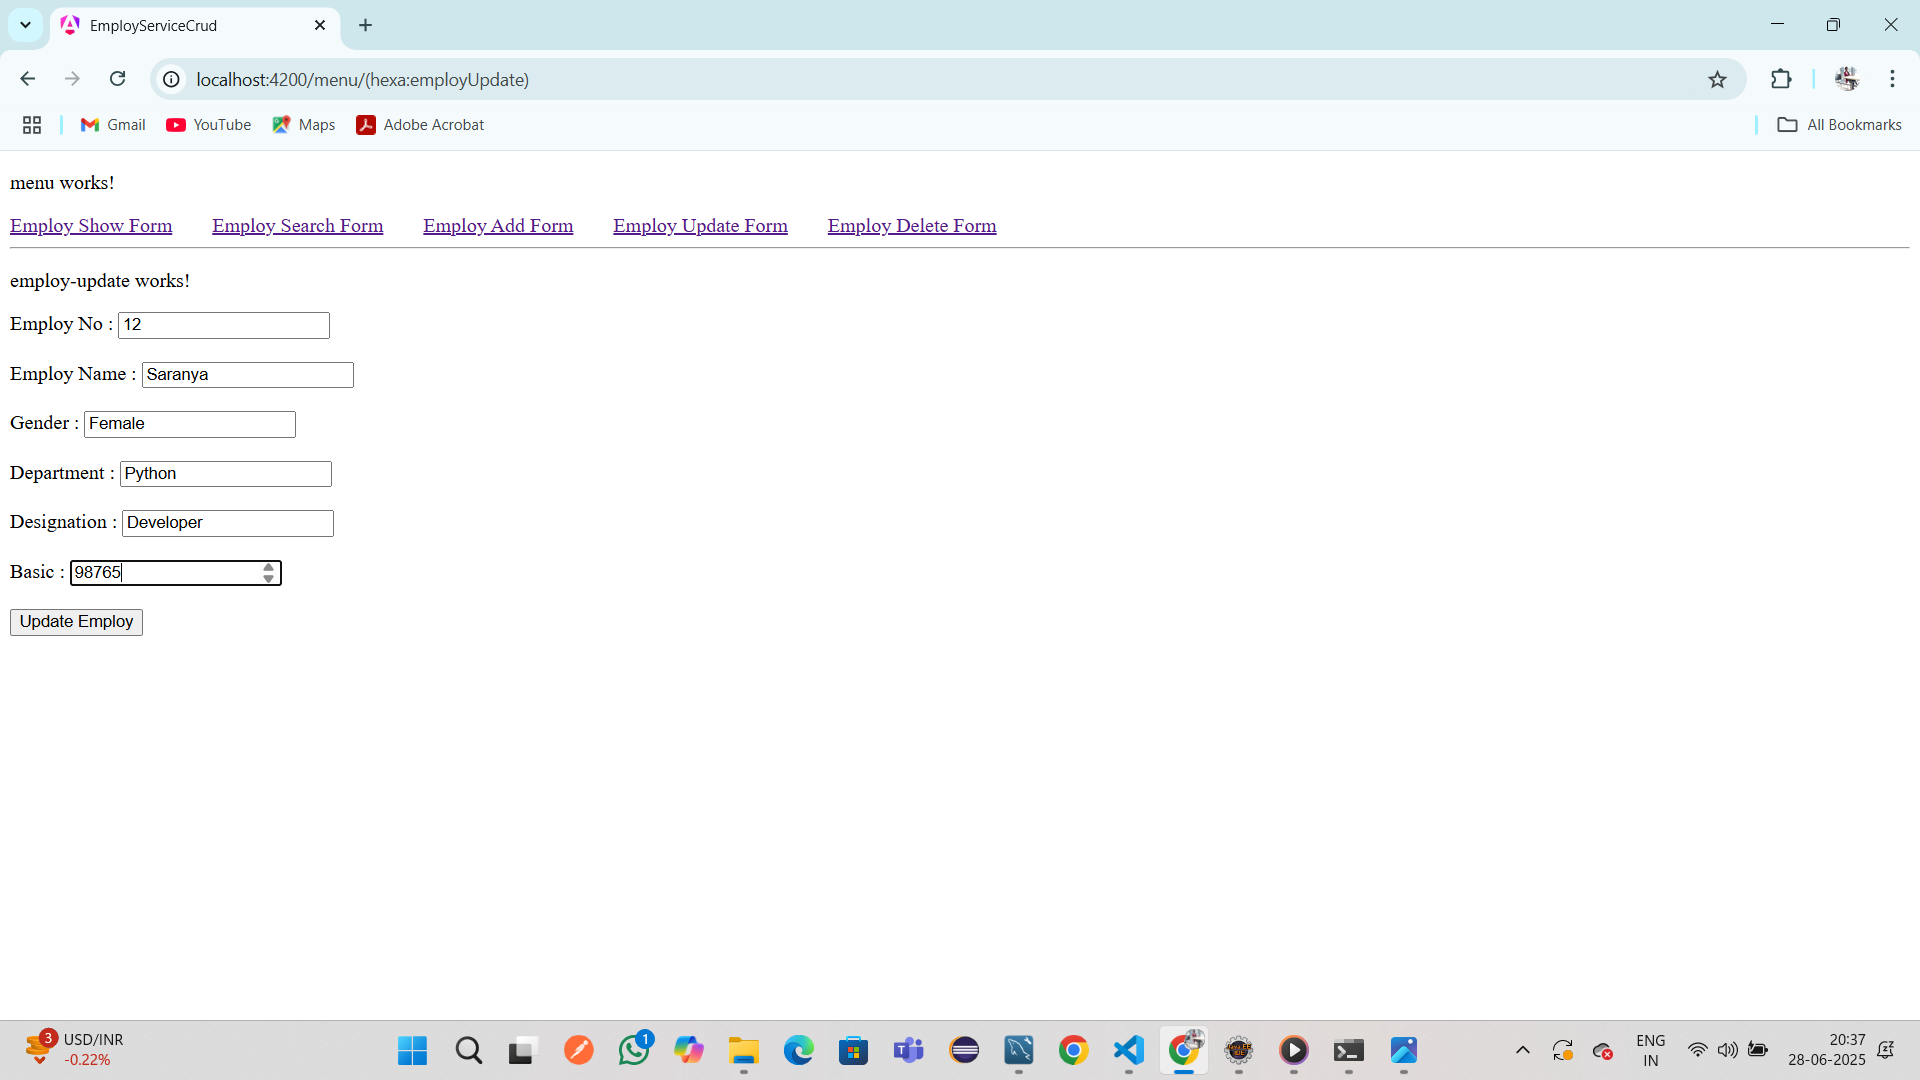 EmployServiceCrud
localhost:4200/menu/(hexa:employUpdate)
Gmail YouTube Maps Adobe Acrobat All Bookmarks
menu works!
Employ Show Form Employ Search Form Employ Add Form Employ Update Form Employ Delete Form
employ-update works!
Employ No : 12
Employ Name : Saranya
Gender : Female
Department : Python
Designation : Developer
Basic : 98765
Update Employ
3 USD/INR
-0.22%
1
ENG
IN
20:37
28-06-2025